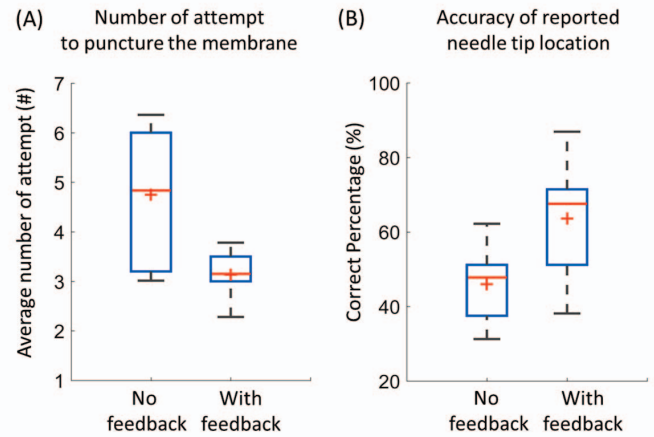 (A)
Number of attempt
to puncture the membrane
Average number of attempt (#)
7
6
5
4
3
2
1
No
feedback
With
feedback
(B)
Accuracy of reported
needle tip location
Correct Percentage (%)
100
80
60
40
20
No
feedback
With
feedback